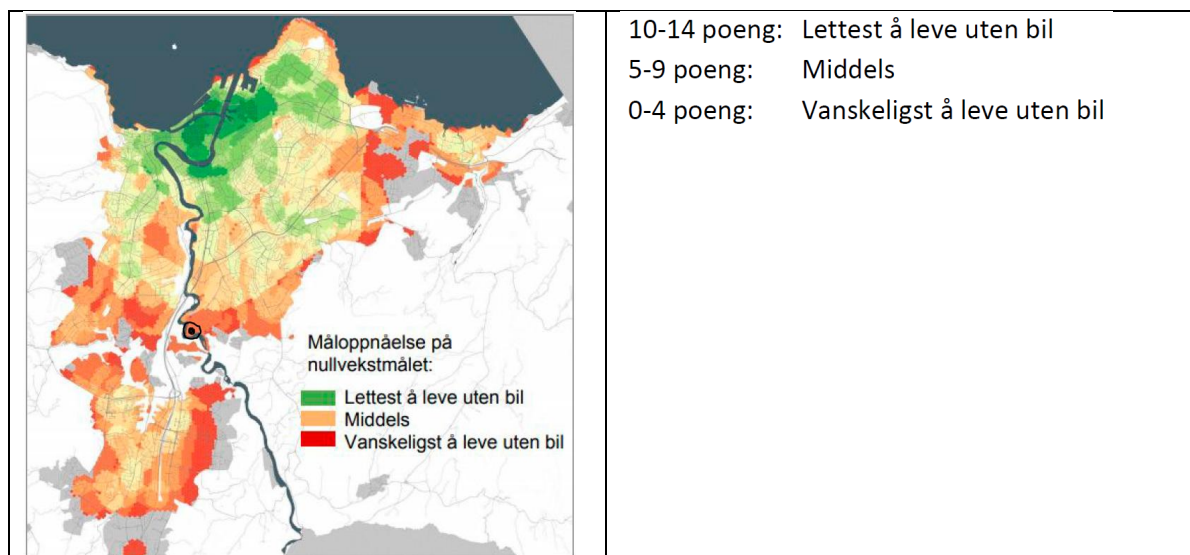 Måloppnåelse på
nullvekstmålet:
Lettest å leve uten bil
Middels
Vanskeligst å leve uten bil
10-14 poeng: Lettest å leve uten bil
5-9 poeng: Middels
0-4 poeng: Vanskeligst å leve uten bil